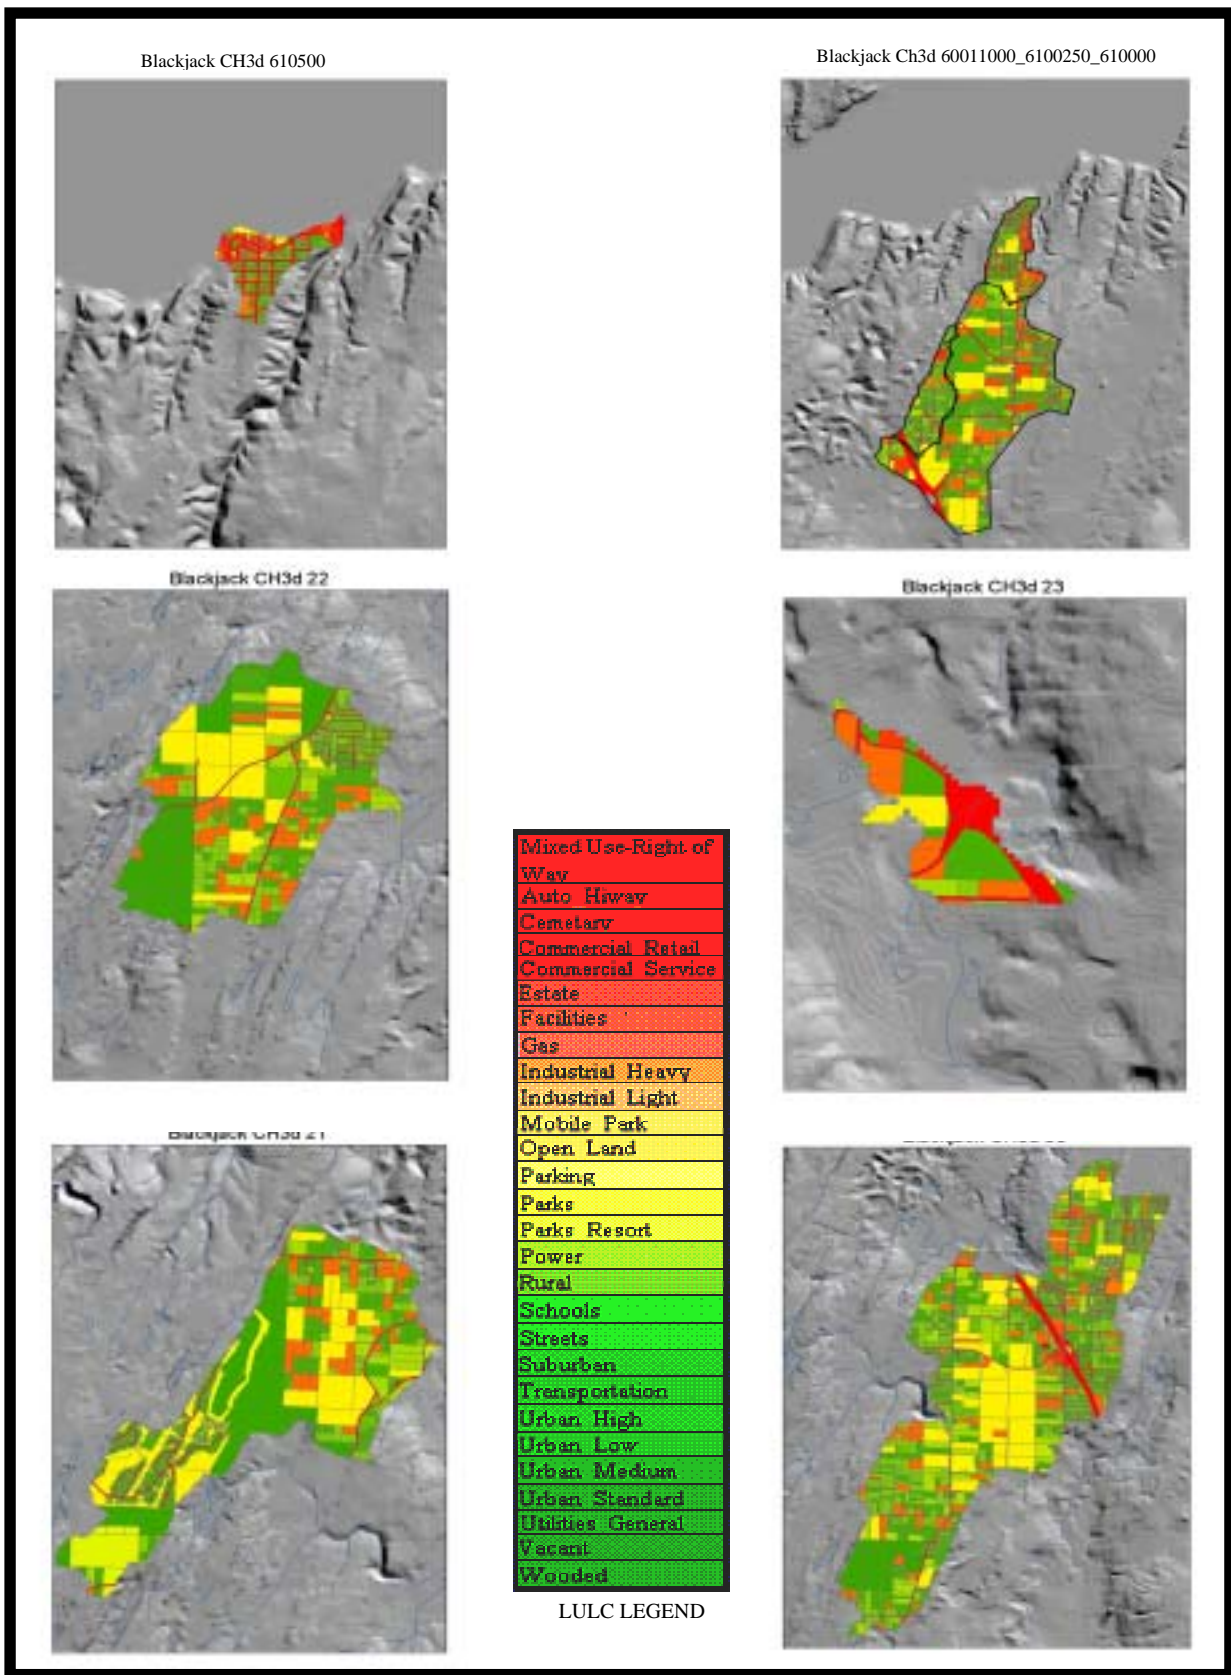 Blackjack CH3d 610500
Blackjack Ch3d 60011000_6100250_610000
Blackjack CH3d 22
Blackjack CH3d 23
Mixed Use-Right of
Way
Auto Hiway
Cemetary
Commercial Retail
Commercial Service
Estate
Facilities
Gas
Industrial Heavy
Industrial Light
Mobile Park
Open Land
Parking
Parks
Parks Resort
Power
Rural
Schools
Streets
Suburban
Transportation
Urban High
Urban Low
Urban Medium
Urban Standard
Utilities General
Vacant
Wooded
LULC LEGEND
Blackjack CH3d 21